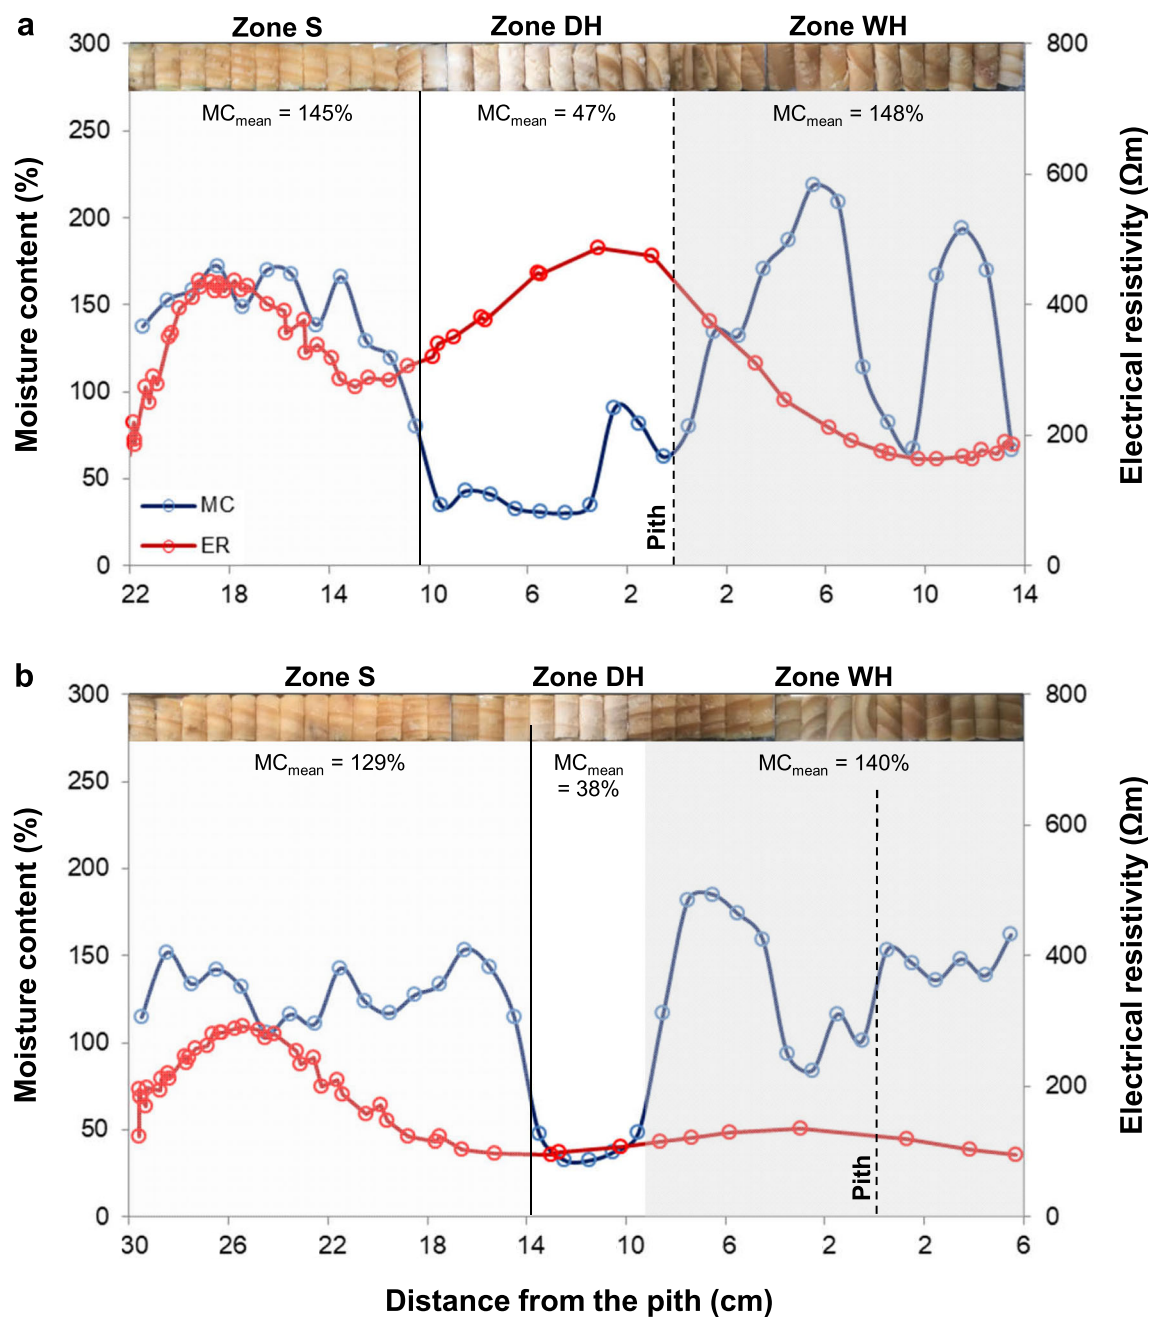 a
Zone S Zone DH Zone WH
300 800
MCmean = 145% MCmean = 47% MCmean = 148%
250
600
200
150 400
100
200
50
MC
ER
Pith
0 0
22 18 14 10 6 2 2 6 10 14
Moisture content (%)
Electrical resistivity (Ωm)
b
Zone S Zone DH Zone WH
300 800
MCmean = 129% MCmean MCmean = 140%
= 38%
250
600
200
150 400
100
200
50
Pith
0 0
30 26 22 18 14 10 6 2 2 6
Moisture content (%)
Electrical resistivity (Ωm)
Distance from the pith (cm)